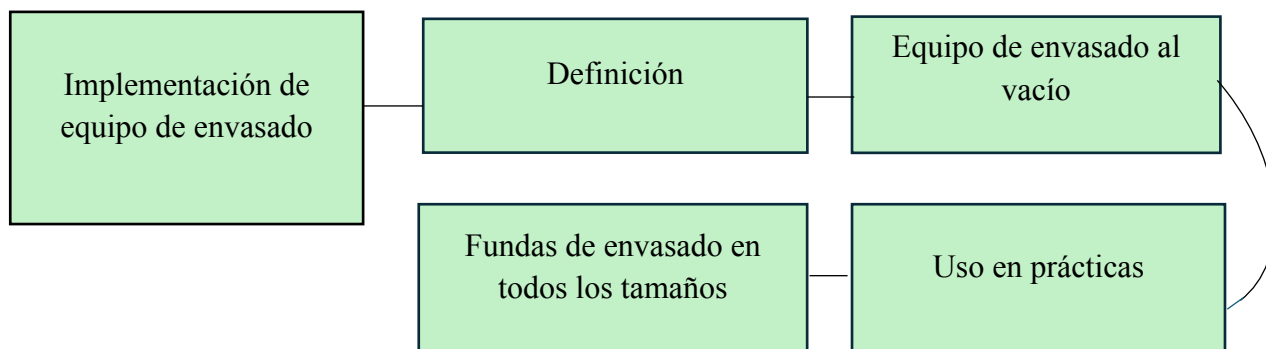 Implementación de
equipo de envasado
Definición
Equipo de envasado al
vacío
Fundas de envasado en
todos los tamaños
Uso en prácticas